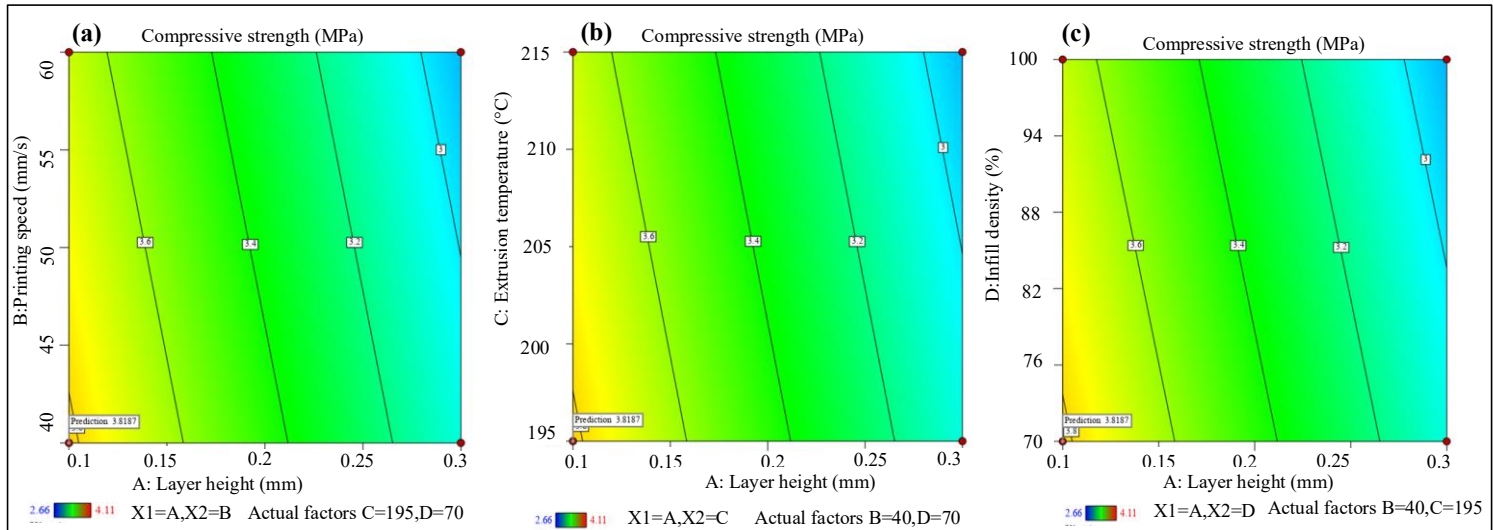 (a)
Compressive strength (MPa)
B:Printing speed (mm/s)
60
55
50
45
40
3.6
3.4
3.2
3
Prediction 3.8187
0.1 0.15 0.2 0.25 0.3
A: Layer height (mm)
2.66 4.11 X1=A,X2=B Actual factors C=195,D=70
(b)
Compressive strength (MPa)
C: Extrusion temperature (°C)
215
210
205
200
195
3.6
3.4
3.2
3
Prediction 3.8187
0.1 0.15 0.2 0.25 0.3
A: Layer height (mm)
2.66 4.11 X1=A,X2=C Actual factors B=40,D=70
(c)
Compressive strength (MPa)
D:Infill density (%)
100
94
88
82
76
70
3.6
3.4
3.2
3
Prediction 3.8187
3.8
0.1 0.15 0.2 0.25 0.3
A: Layer height (mm)
2.66 4.11 X1=A,X2=D Actual factors B=40,C=195